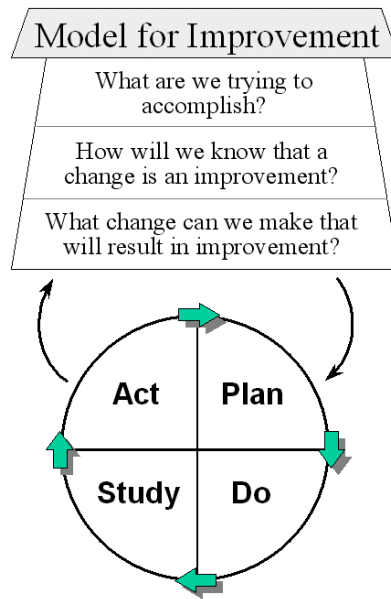 Model for Improvement
What are we trying to
accomplish?
How will we know that a
change is an improvement?
What change can we make that
will result in improvement?
Act
Plan
Study
Do